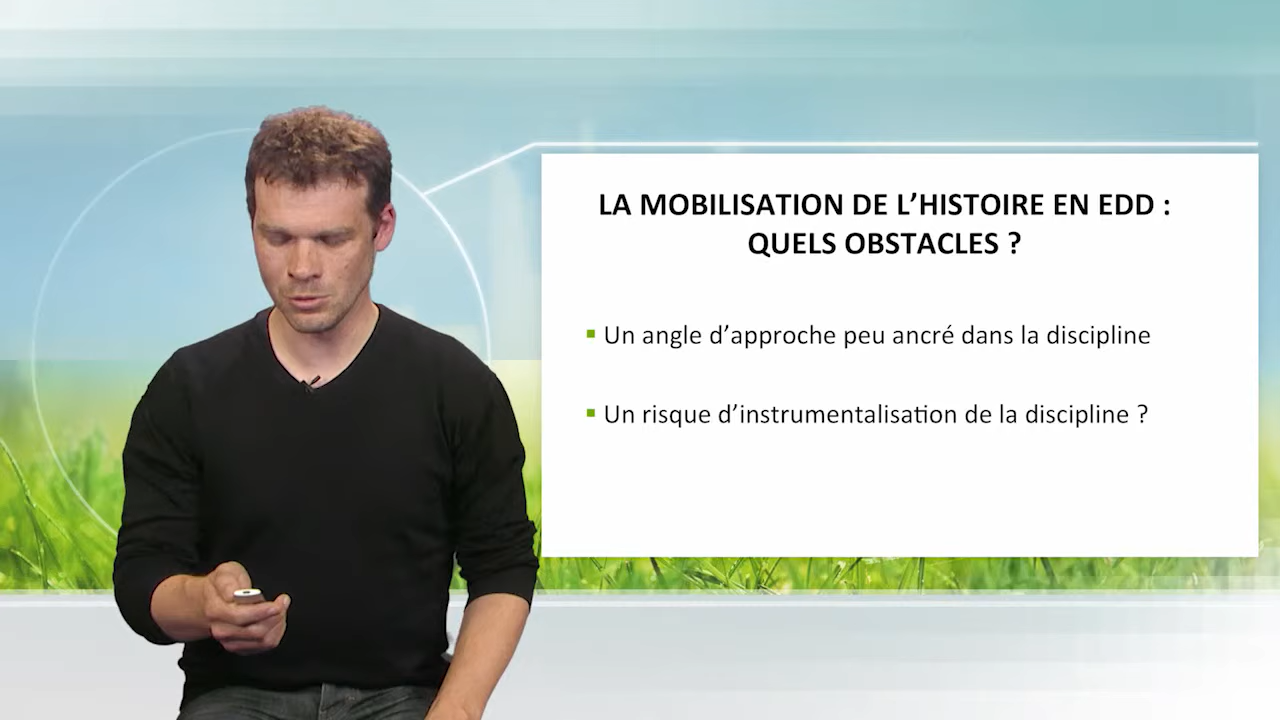 LA MOBILISATION DE L’HISTOIRE EN EDD :
QUELS OBSTACLES ?
Un angle d’approche peu ancré dans la discipline
Un risque d’instrumentalisation de la discipline ?